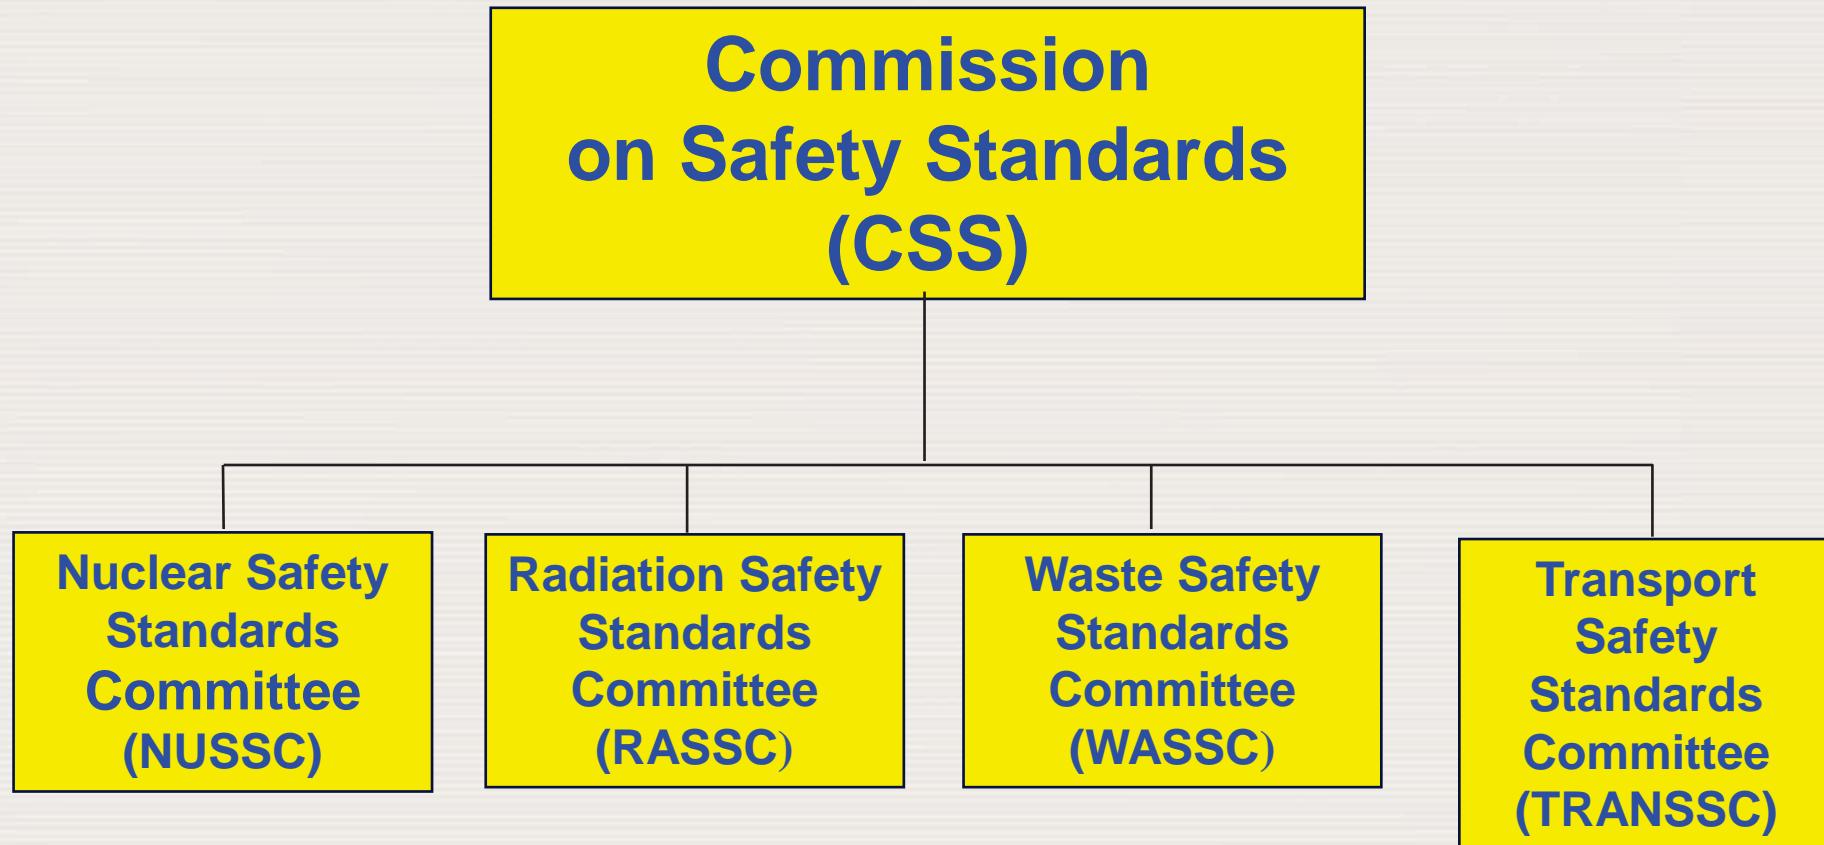 Commission
on Safety Standards
(CSS)
Nuclear Safety
Standards
Committee
(NUSSC)
Radiation Safety
Standards
Committee
(RASSC)
Waste Safety
Standards
Committee
(WASSC)
Transport
Safety
Standards
Committee
(TRANSSC)